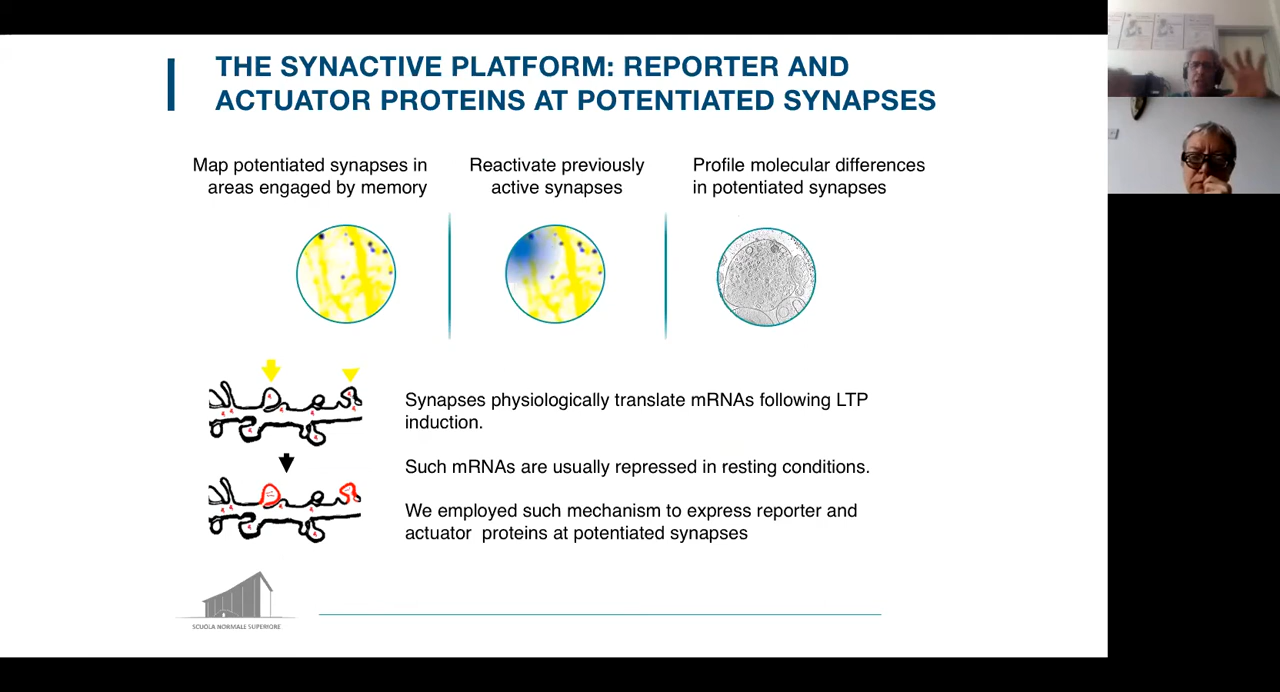 THE SYNACTIVE PLATFORM: REPORTER AND
ACTUATOR PROTEINS AT POTENTIATED SYNAPSES
Map potentiated synapses in
areas engaged by memory
Reactivate previously
active synapses
Profile molecular differences
in potentiated synapses
Synapses physiologically translate mRNAs following LTP
induction.
Such mRNAs are usually repressed in resting conditions.
We employed such mechanism to express reporter and
actuator proteins at potentiated synapses
SCUOLA NORMALE SUPERIORE